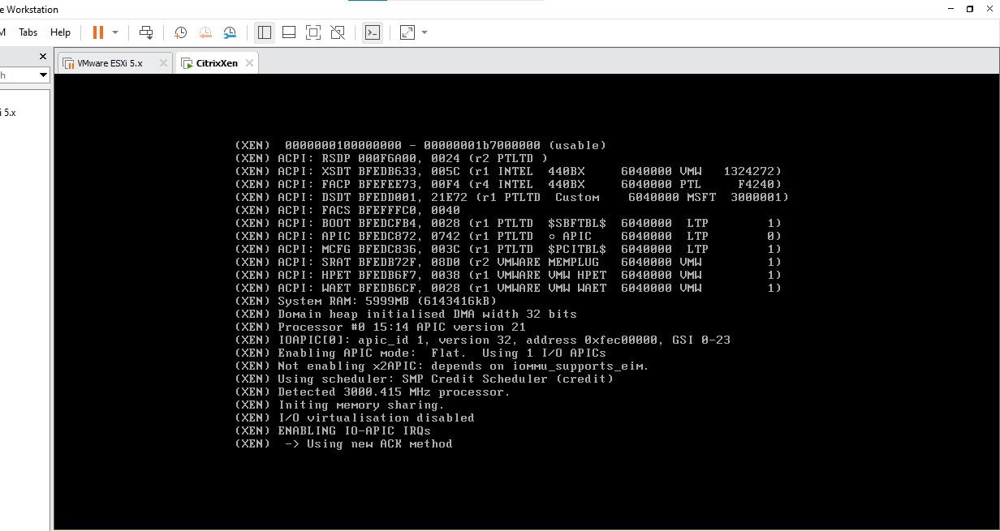 e Workstation
M Tabs Help
VMware ESXi 5.x
CitrixXen
h
i 5.x
(XEN)  0000000100000000 - 00000001b7000000 (usable)
(XEN) ACPI: RSDP 000F6A00, 0024 (r2 PTLTD )
(XEN) ACPI: XSDT BFEDB633, 005C (r1 INTEL  440BX     6040000 VMW   1324272)
(XEN) ACPI: FACP BFEFEE73, 00F4 (r4 INTEL  440BX     6040000 PTL     F4240)
(XEN) ACPI: DSDT BFEDD001, 21E72 (r1 PTLTD  Custom    6040000 MSFT  3000001)
(XEN) ACPI: FACS BFEFFFC0, 0040
(XEN) ACPI: BOOT BFEDCFB4, 0028 (r1 PTLTD  $SBFTBL$  6040000  LTP        1)
(XEN) ACPI: APIC BFEDC872, 0742 (r1 PTLTD  ◦ APIC    6040000  LTP        0)
(XEN) ACPI: MCFG BFEDC836, 003C (r1 PTLTD  $PCITBL$  6040000  LTP        1)
(XEN) ACPI: SRAT BFEDB72F, 08D0 (r2 VMWARE MEMPLUG   6040000 VMW         1)
(XEN) ACPI: HPET BFEDB6F7, 0038 (r1 VMWARE VMW HPET  6040000 VMW         1)
(XEN) ACPI: WAET BFEDB6CF, 0028 (r1 VMWARE VMW WAET  6040000 VMW         1)
(XEN) System RAM: 5999MB (6143416kB)
(XEN) Domain heap initialised DMA width 32 bits
(XEN) Processor #0 15:14 APIC version 21
(XEN) IOAPIC[0]: apic_id 1, version 32, address 0xfec00000, GSI 0-23
(XEN) Enabling APIC mode:  Flat.  Using 1 I/O APICs
(XEN) Not enabling x2APIC: depends on iommu_supports_eim.
(XEN) Using scheduler: SMP Credit Scheduler (credit)
(XEN) Detected 3000.415 MHz processor.
(XEN) Initing memory sharing.
(XEN) I/O virtualisation disabled
(XEN) ENABLING IO-APIC IRQs
(XEN)  -> Using new ACK method